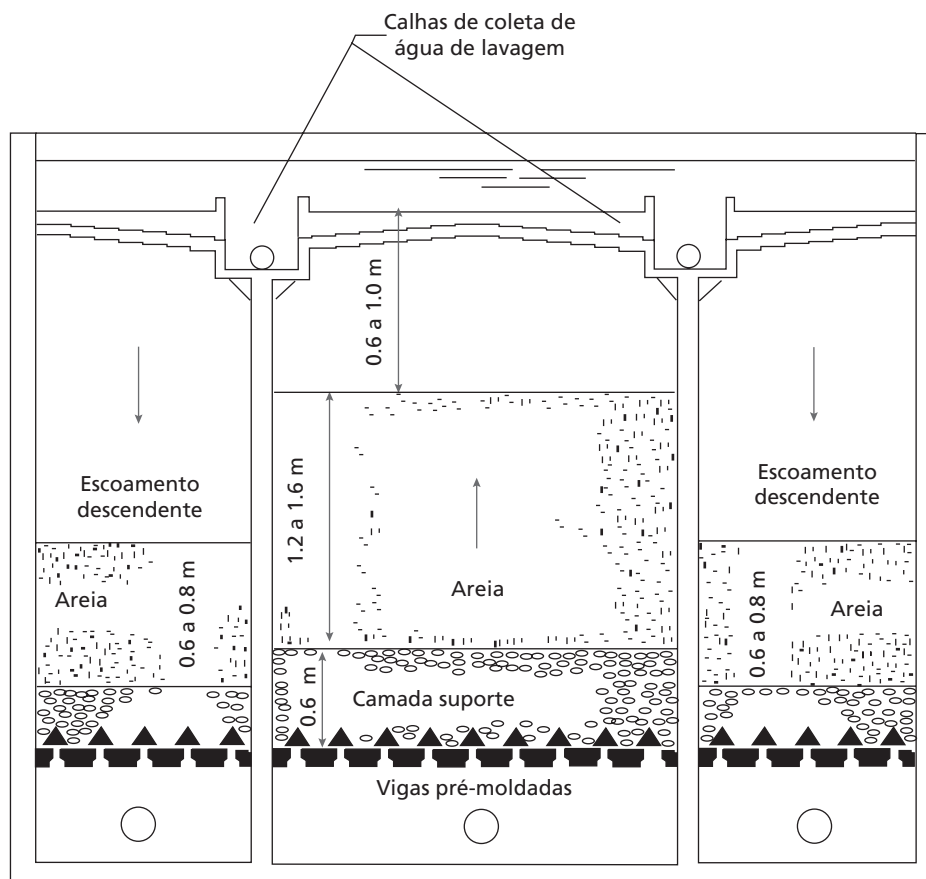 Calhas de coleta de
água de lavagem
0.6 a 1.0 m
Escoamento
descendente
1.2 a 1.6 m
Escoamento
descendente
Areia
0.6 a 0.8 m
Areia
0.6 a 0.8 m
Areia
0.6 m
Camada suporte
Vigas pré-moldadas